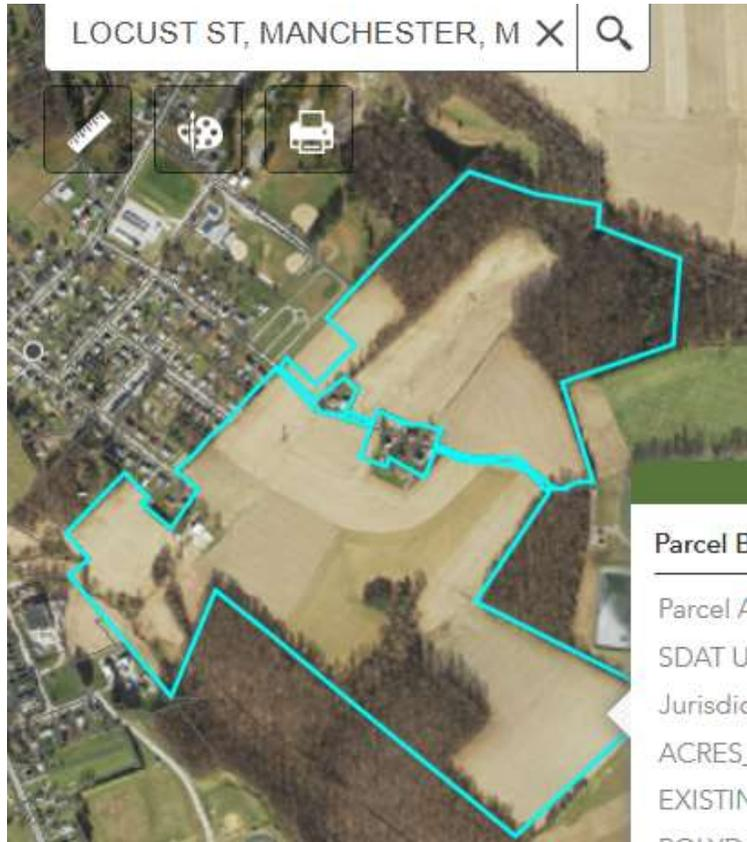 LOCUST ST, MANCHESTER, M
Parcel B
Parcel A
SDAT U
Jurisdic
ACRES_
EXISTIN